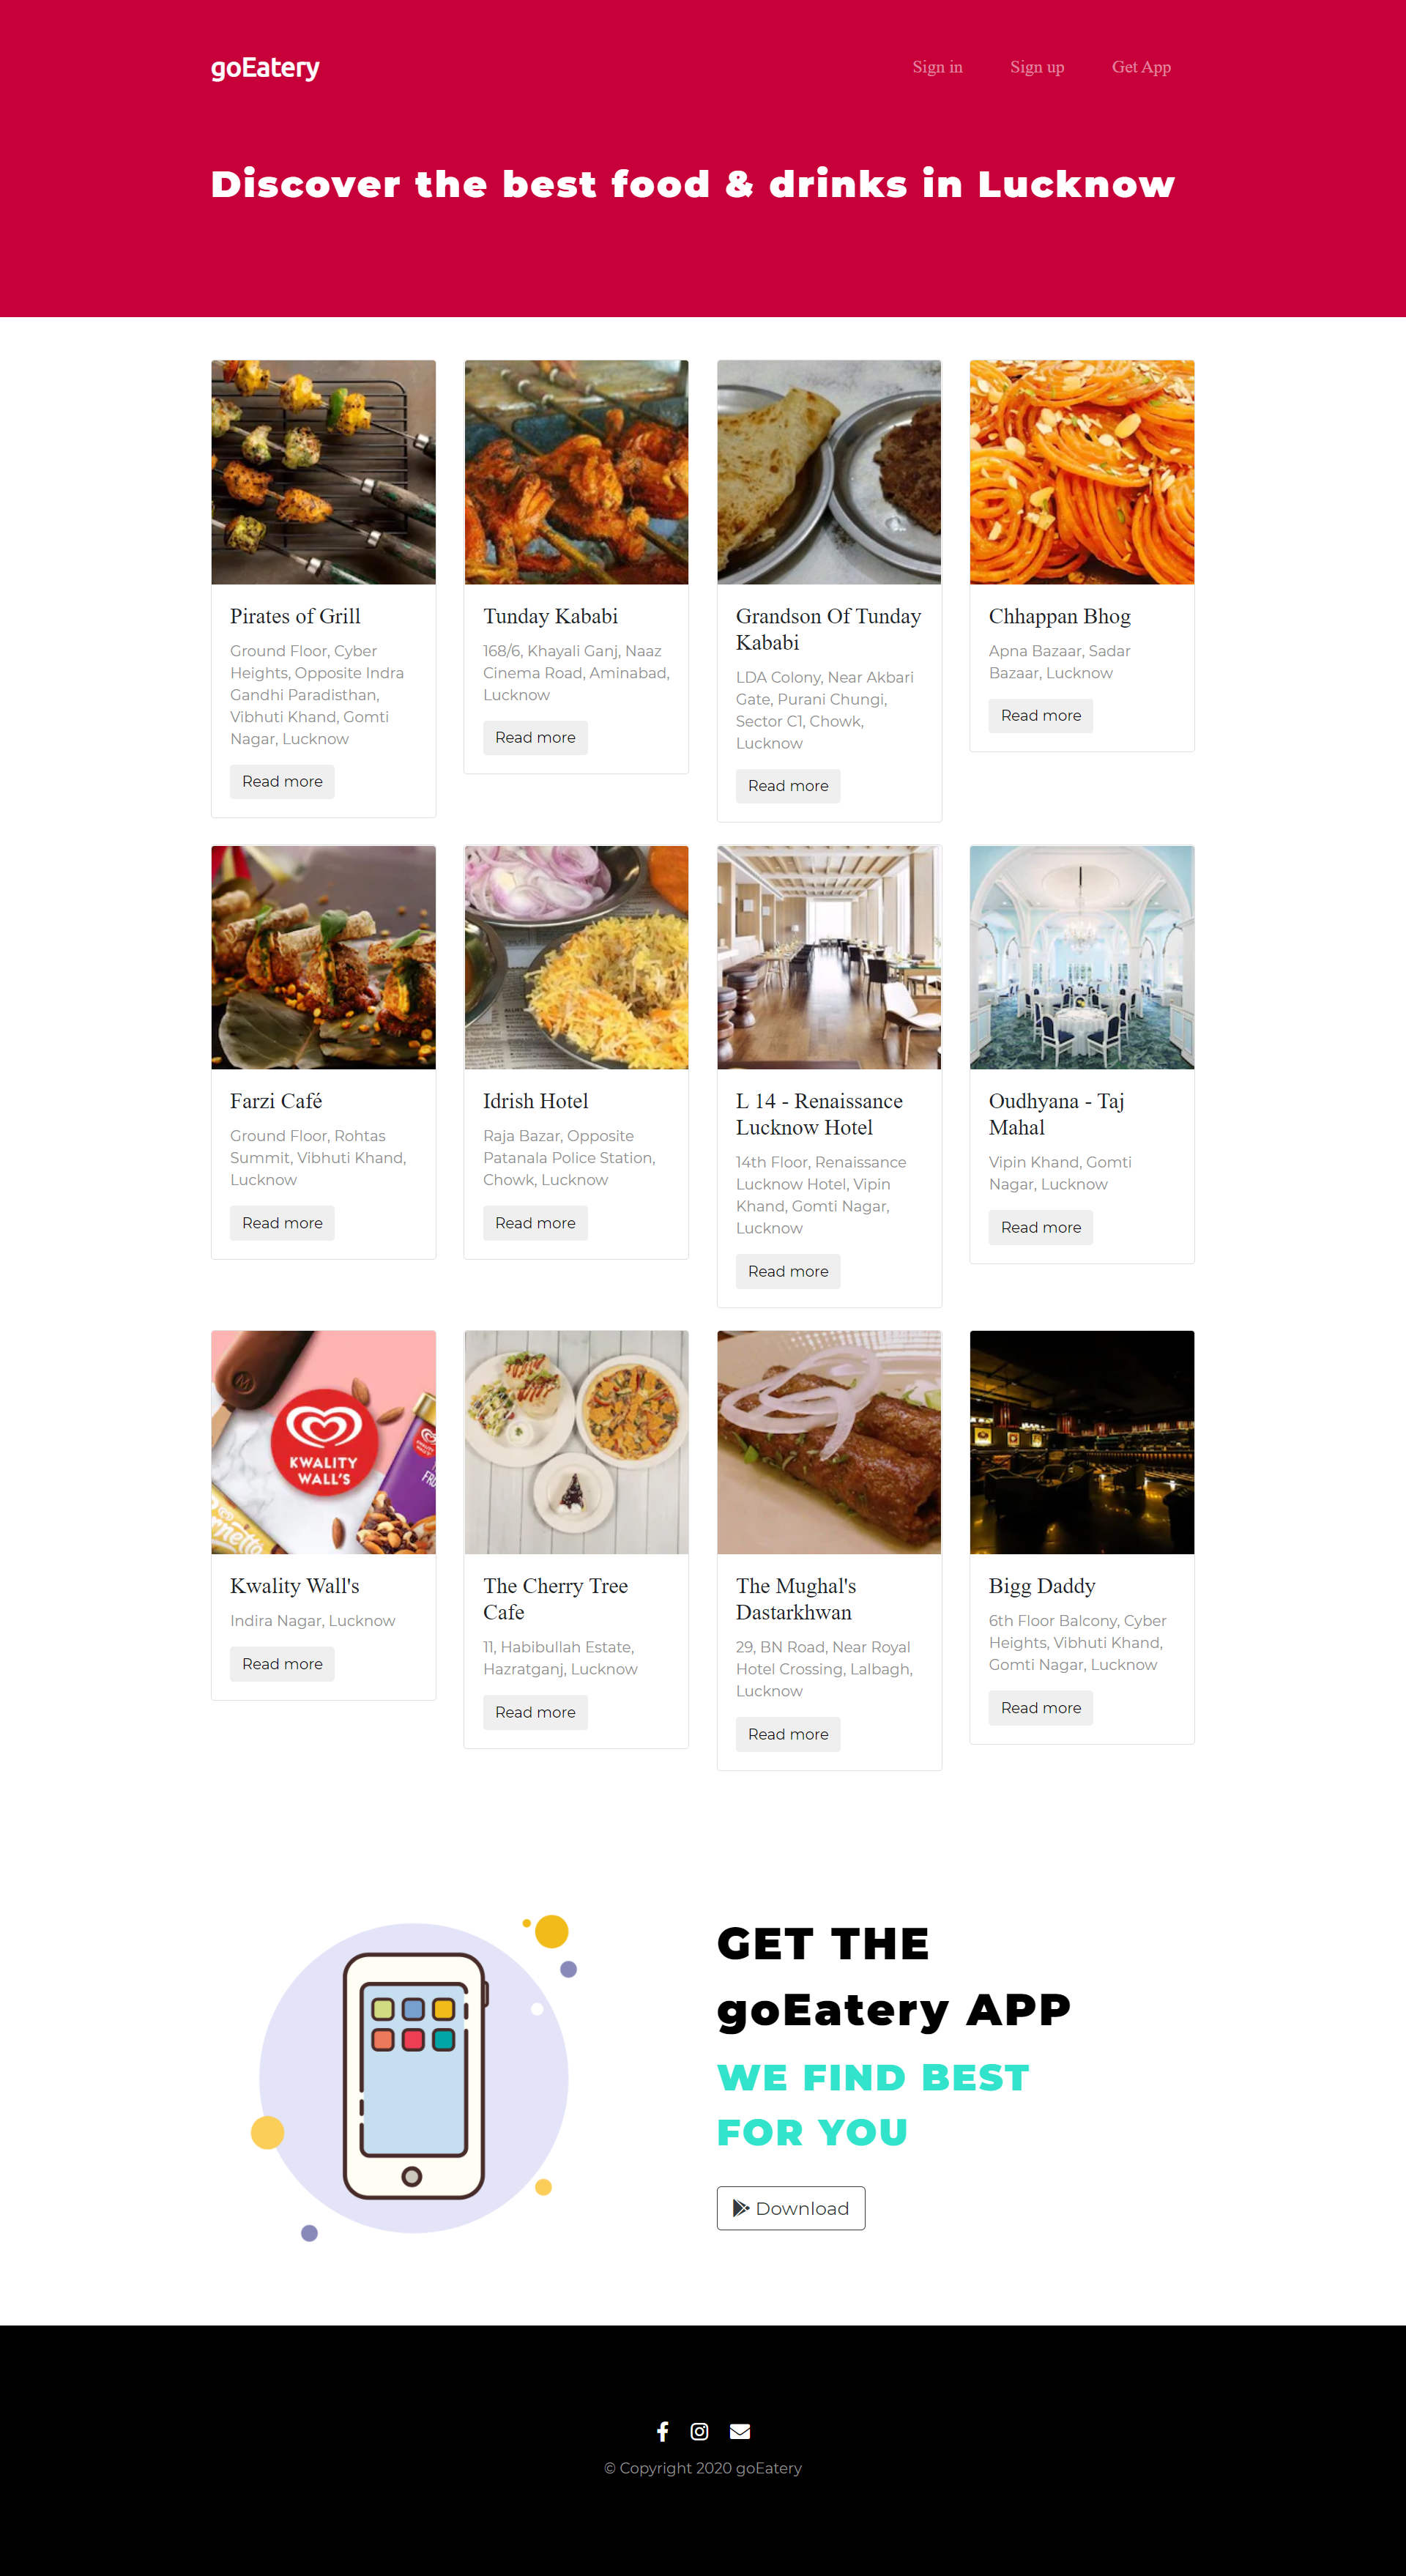 goEatery
Sign in
Sign up
Get App
Discover the best food & drinks in Lucknow
Pirates of Grill
Ground Floor, Cyber
Heights, Opposite Indra
Gandhi Paradisthan,
Vibhuti Khand, Gomti
Nagar, Lucknow
Read more
Tunday Kababi
168/6, Khayali Ganj, Naaz
Cinema Road, Aminabad,
Lucknow
Read more
Grandson Of Tunday
Kababi
LDA Colony, Near Akbari
Gate, Purani Chungi,
Sector C1, Chowk,
Lucknow
Read more
Chhappan Bhog
Apna Bazaar, Sadar
Bazaar, Lucknow
Read more
Farzi Café
Ground Floor, Rohtas
Summit, Vibhuti Khand,
Lucknow
Read more
Idrish Hotel
Raja Bazar, Opposite
Patanala Police Station,
Chowk, Lucknow
Read more
L 14 - Renaissance
Lucknow Hotel
14th Floor, Renaissance
Lucknow Hotel, Vipin
Khand, Gomti Nagar,
Lucknow
Read more
Oudhyana - Taj
Mahal
Vipin Khand, Gomti
Nagar, Lucknow
Read more
M
KWALITY
WALL'S
Kwality Wall's
Indira Nagar, Lucknow
Read more
The Cherry Tree
Cafe
11, Habibullah Estate,
Hazratganj, Lucknow
Read more
The Mughal's
Dastarkhwan
29, BN Road, Near Royal
Hotel Crossing, Lalbagh,
Lucknow
Read more
Bigg Daddy
6th Floor Balcony, Cyber
Heights, Vibhuti Khand,
Gomti Nagar, Lucknow
Read more
GET THE
goEatery APP
WE FIND BEST
FOR YOU
Download
© Copyright 2020 goEatery